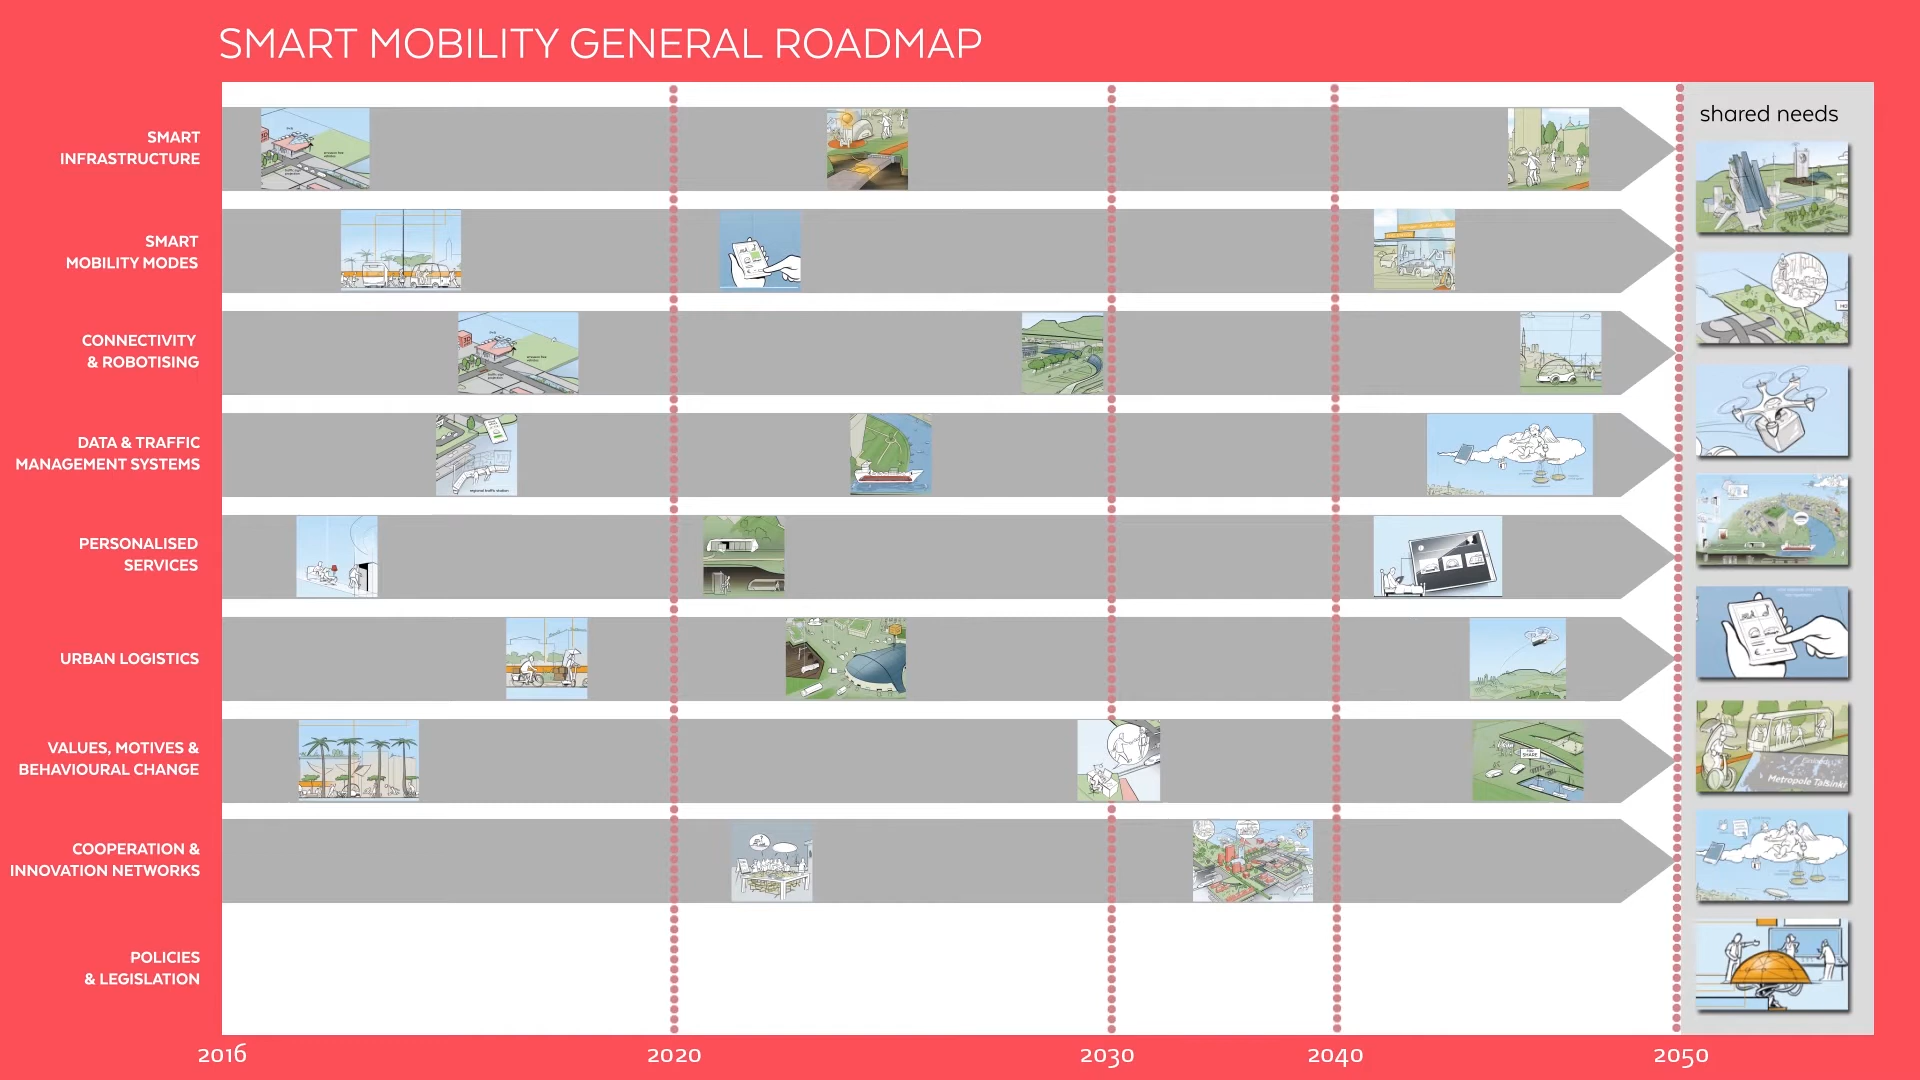 SMART MOBILITY GENERAL ROADMAP
shared needs
SMART
INFRASTRUCTURE
SMART
MOBILITY MODES
CONNECTIVITY
& ROBOTISING
DATA & TRAFFIC
MANAGEMENT SYSTEMS
PERSONALISED
SERVICES
URBAN LOGISTICS
VALUES, MOTIVES &
BEHAVIOURAL CHANGE
SHARE
COOPERATION &
INNOVATION NETWORKS
POLICIES
& LEGISLATION
Metropole Talsinki
2016
2020
2030
2040
2050